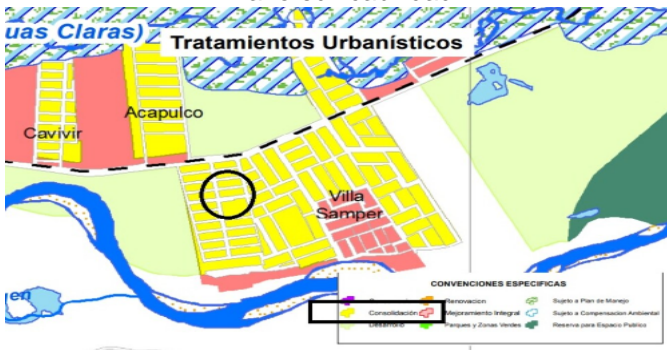 uas Claras)
Tratamientos Urbanísticos
Acapulco
Cavivir
Villa
Samper
CONVENCIONES ESPECIFICAS
Renovacion
Sujeto a Plan de Manejo
Consolidación
Mejoramiento Integral
Sujeto a Compensacion Ambiental
Desarrollo
Parques y Zonas Verdes
Reserva para Espacio Publico